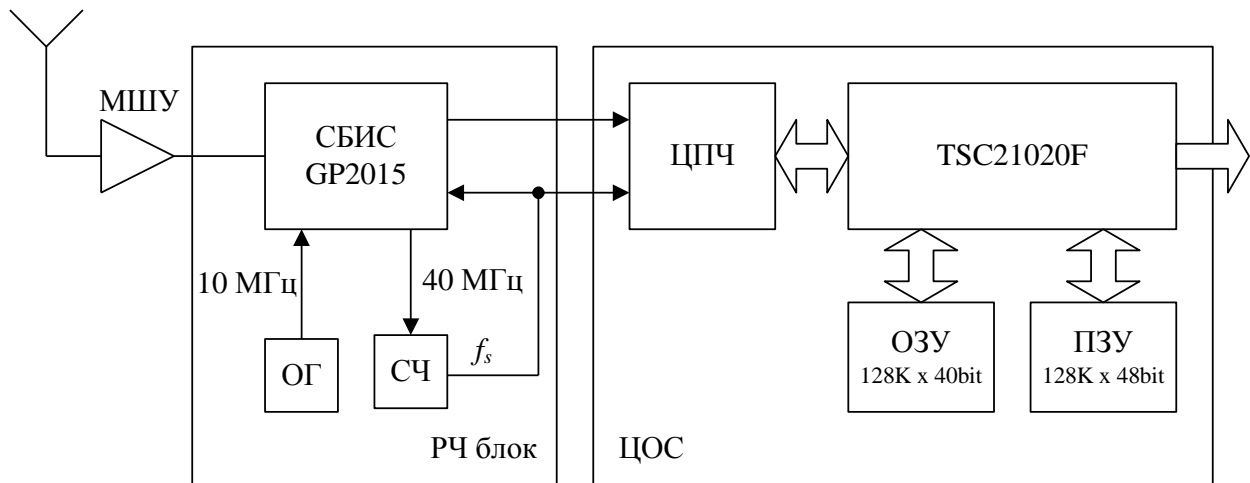 МШУ
СБИС
GP2015
ЦПЧ
TSC21020F
10 МГц
40 МГц
ОГ
СЧ
fs
ОЗУ
128K x 40bit
ПЗУ
128K x 48bit
РЧ блок
ЦОС